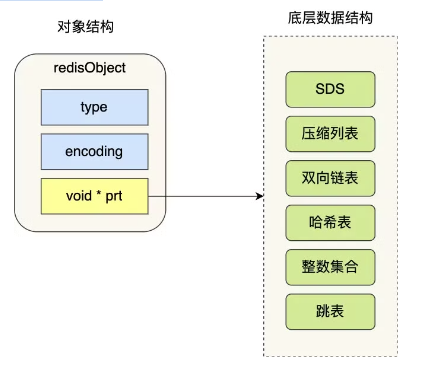 对象结构
redisObject
type
encoding
void * prt
底层数据结构
SDS
压缩列表
双向链表
哈希表
整数集合
跳表